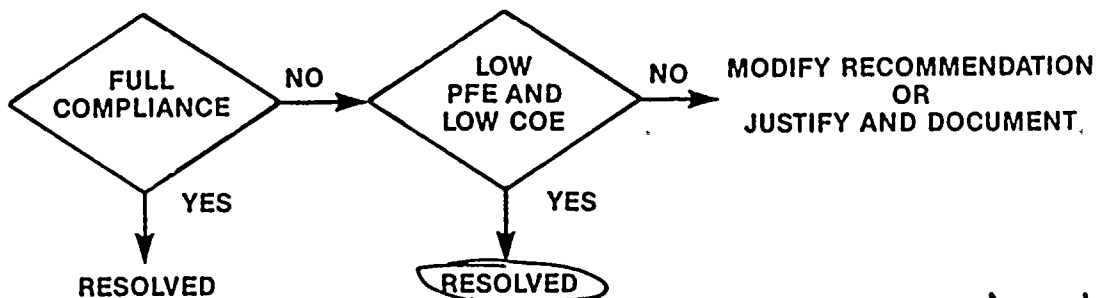 FULL
COMPLIANCE
NO
LOW
PFE AND
LOW COE
NO
MODIFY RECOMMENDATION
OR
JUSTIFY AND DOCUMENT
YES
YES
RESOLVED
RESOLVED